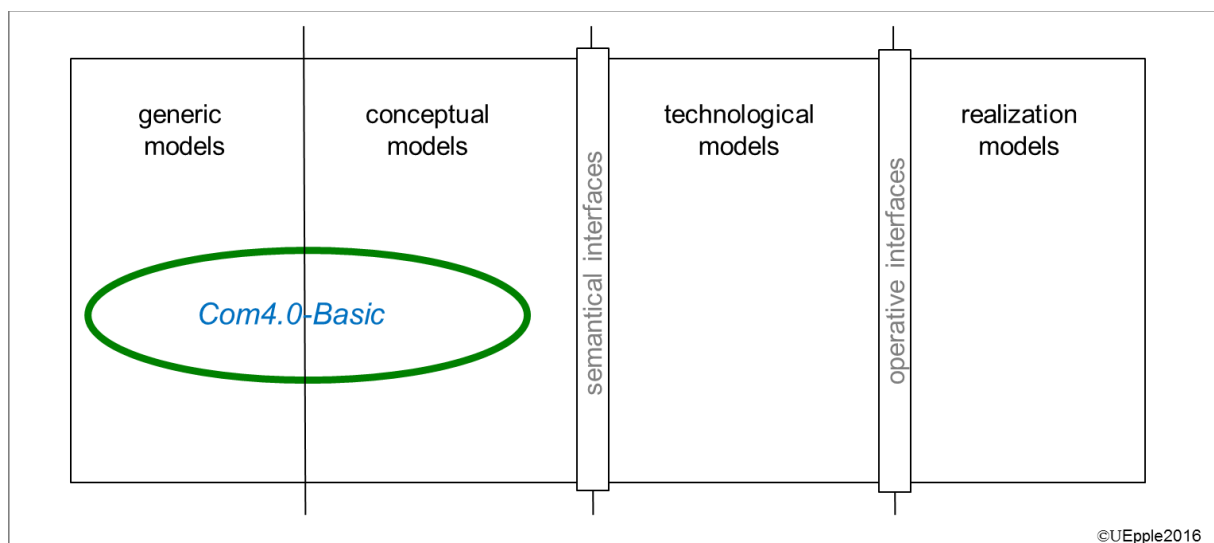 generic
models
conceptual
models
semantical interfaces
technological
models
operative interfaces
realization
models
Com4.0-Basic
©UEpple2016